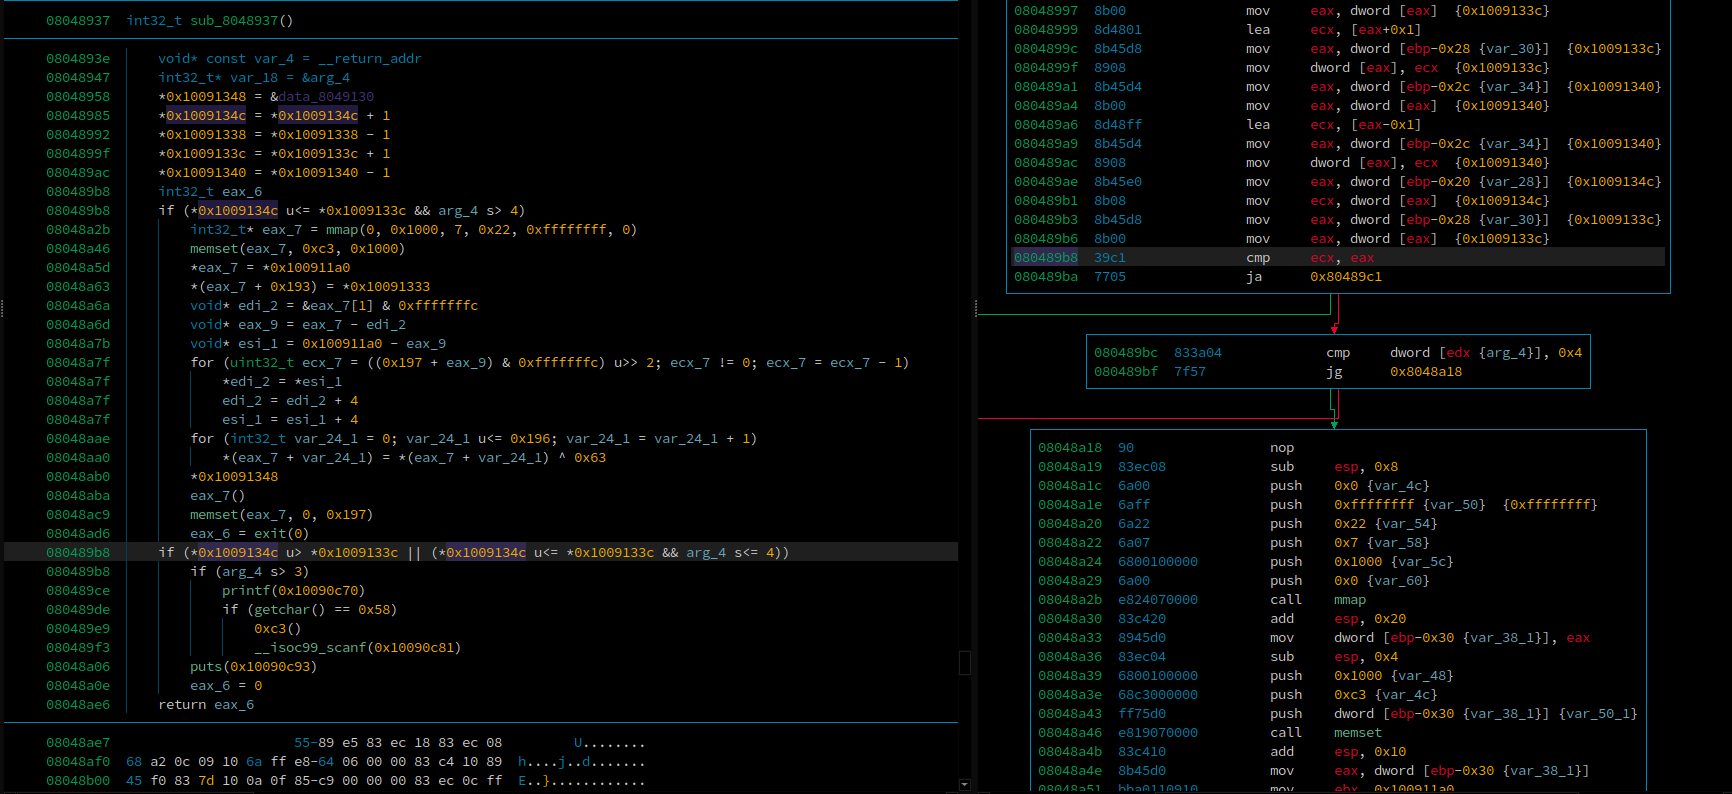 08048937 int32_t sub_8048937()
0804893e void* const var_4 = __return_addr
08048947 int32_t* var_18 = &arg_4
08048958 *0x10091348 = &data_8049130
08048985 *0x1009134c = *0x1009134c + 1
08048992 *0x10091338 = *0x10091338 - 1
0804899f *0x1009133c = *0x1009133c + 1
080489ac *0x10091340 = *0x10091340 - 1
080489b8 int32_t eax_6
080489b8 if (*0x1009134c u<= *0x1009133c && arg_4 s> 4)
08048a2b int32_t* eax_7 = mmap(0, 0x1000, 7, 0x22, 0xffffffff, 0)
08048a46 memset(eax_7, 0xc3, 0x1000)
08048a5d *eax_7 = *0x100911a0
08048a63 *(eax_7 + 0x193) = *0x10091333
08048a6a void* edi_2 = &eax_7[1] & 0xfffffffc
08048a6d void* eax_9 = eax_7 - edi_2
08048a7b void* esi_1 = 0x100911a0 - eax_9
08048a7f for (uint32_t ecx_7 = ((0x197 + eax_9) & 0xfffffffc) u>> 2; ecx_7 != 0; ecx_7 = ecx_7 - 1)
08048a7f *edi_2 = *esi_1
08048a7f edi_2 = edi_2 + 4
08048a7f esi_1 = esi_1 + 4
08048aae for (int32_t var_24_1 = 0; var_24_1 u<= 0x196; var_24_1 = var_24_1 + 1)
08048aa0 *(eax_7 + var_24_1) = *(eax_7 + var_24_1) ^ 0x63
08048ab0 *0x10091348
08048aba eax_7()
08048ac9 memset(eax_7, 0, 0x197)
08048ad6 eax_6 = exit(0)
080489b8 if (*0x1009134c u> *0x1009133c || (*0x1009134c u<= *0x1009133c && arg_4 s<= 4))
080489b8 if (arg_4 s> 3)
080489ce printf(0x10090c70)
080489de if (getchar() == 0x58)
080489e9 0xc3()
080489f3 __isoc99_scanf(0x10090c81)
08048a06 puts(0x10090c93)
08048a0e eax_6 = 0
08048ae6 return eax_6
08048ae7 55-89 e5 83 ec 18 83 ec 08 U........
08048af0 68 a2 0c 09 10 6a ff e8-64 06 00 00 83 c4 10 89 h....j..d.......
08048b00 45 f0 83 7d 10 0a 0f 85-c9 00 00 00 83 ec 0c ff E..}............
08048997 8b00 mov eax, dword [eax] {0x1009133c}
08048999 8d4801 lea ecx, [eax+0x1]
0804899c 8b45d8 mov eax, dword [ebp-0x28 {var_30}] {0x1009133c}
0804899f 8908 mov dword [eax], ecx {0x1009133c}
080489a1 8b45d4 mov eax, dword [ebp-0x2c {var_34}] {0x10091340}
080489a4 8b00 mov eax, dword [eax] {0x10091340}
080489a6 8d48ff lea ecx, [eax-0x1]
080489a9 8b45d4 mov eax, dword [ebp-0x2c {var_34}] {0x10091340}
080489ac 8908 mov dword [eax], ecx {0x10091340}
080489ae 8b45e0 mov eax, dword [ebp-0x20 {var_28}] {0x1009134c}
080489b1 8b08 mov ecx, dword [eax] {0x1009134c}
080489b3 8b45d8 mov eax, dword [ebp-0x28 {var_30}] {0x1009133c}
080489b6 8b00 mov eax, dword [eax] {0x1009133c}
080489b8 39c1 cmp ecx, eax
080489ba 7705 ja 0x80489c1
080489bc 833a04 cmp dword [edx {arg_4}], 0x4
080489bf 7f57 jg 0x8048a18
08048a18 90 nop
08048a19 83ec08 sub esp, 0x8
08048a1c 6a00 push 0x0 {var_4c}
08048a1e 6aff push 0xffffffff {var_50} {0xffffffff}
08048a20 6a22 push 0x22 {var_54}
08048a22 6a07 push 0x7 {var_58}
08048a24 6800100000 push 0x1000 {var_5c}
08048a29 6a00 push 0x0 {var_60}
08048a2b e824070000 call mmap
08048a30 83c420 add esp, 0x20
08048a33 8945d0 mov dword [ebp-0x30 {var_38_1}], eax
08048a36 83ec04 sub esp, 0x4
08048a39 6800100000 push 0x1000 {var_48}
08048a3e 68c3000000 push 0xc3 {var_4c}
08048a43 ff75d0 push dword [ebp-0x30 {var_38_1}] {var_50_1}
08048a46 e819070000 call memset
08048a4b 83c410 add esp, 0x10
08048a4e 8b45d0 mov eax, dword [ebp-0x30 {var_38_1}]
08048a51 bba0110910 mov ebx, 0x100911a0